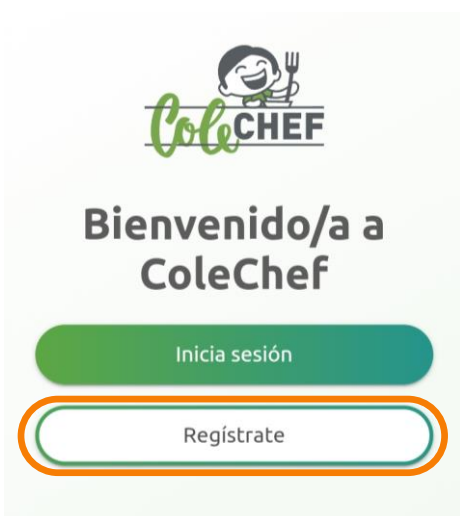 ColeCHEF
Bienvenido/a a
ColeChef
Inicia sesión
Regístrate